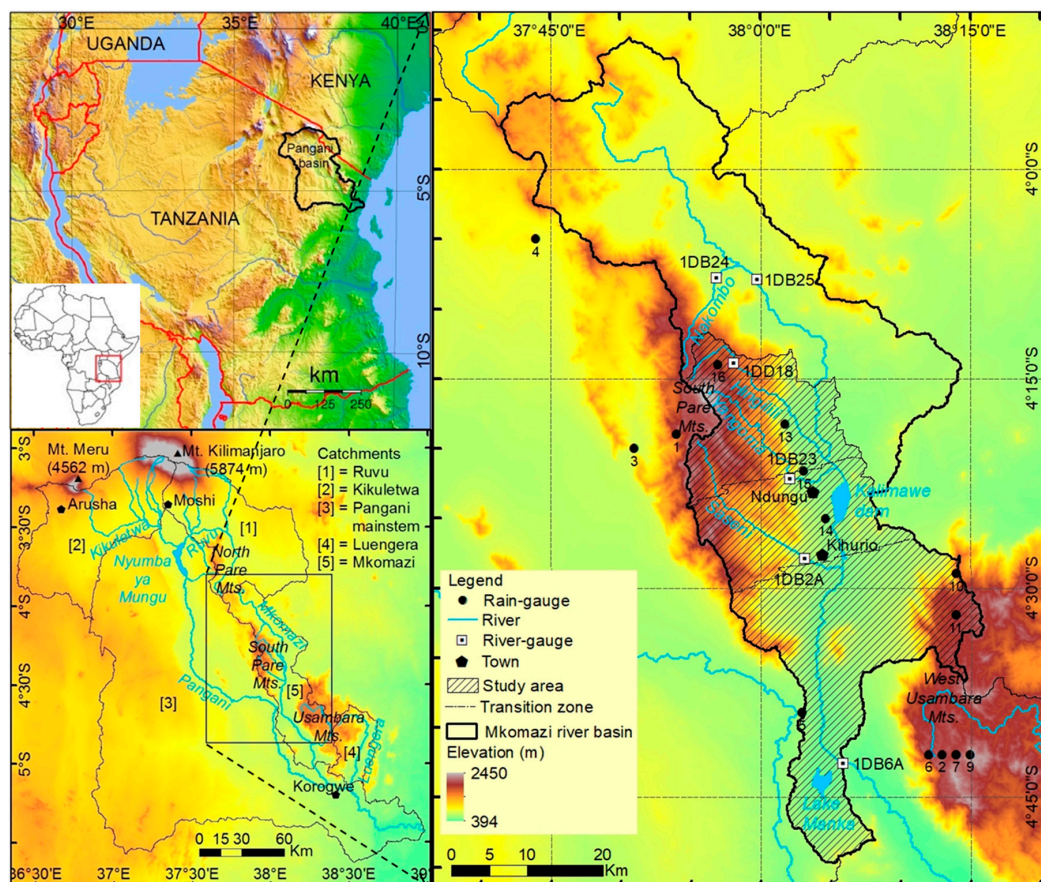 30°E
35°E
40°E
UGANDA
KENYA
Pangani
basin
5°S
TANZANIA
10°S
km
0 125 250
3°S
Mt. Meru
(4562 m)
Mt. Kilimanjaro
(5874 m)
Arusha
Moshi
Catchments
[1] = Ruvu
[2] = Kikuletwa
[3] = Pangani
mainstem
[4] = Luengera
[5] = Mkomazi
3°30'S
[2]
Kikuletwa
Ruvu
[1]
Nyumba
ya
Mungu
North
Pare
Mts.
4°S
Mkomazi
South
Pare
Mts.
4°30'S
[3]
Pangani
[5]
Usambara
Mts.
[4]
Luengera
5°S
Korogwe
0 15 30 60
Km
36°30'E
37°E
37°30'E
38°E
37°45'0"E
38°0'0"E
38°15'0"E
4°0'0"S
4
1DB24
1DB25
Nakombo
16
1DD18
4°15'0"S
South
Pare
Mts.
1
3
13
1DB23
15
Ndungu
Kalimawe
dam
14
Kihurio
Saseni
1DB2A
4°30'0"S
10
11
West
Usambara
Mts.
5
6 2 7 9
1DB6A
Lake
Manka
4°45'0"S
Legend
Rain-gauge
River
River-gauge
Town
Study area
Transition zone
Mkomazi river basin
Elevation (m)
2450
394
0 5 10 20
Km